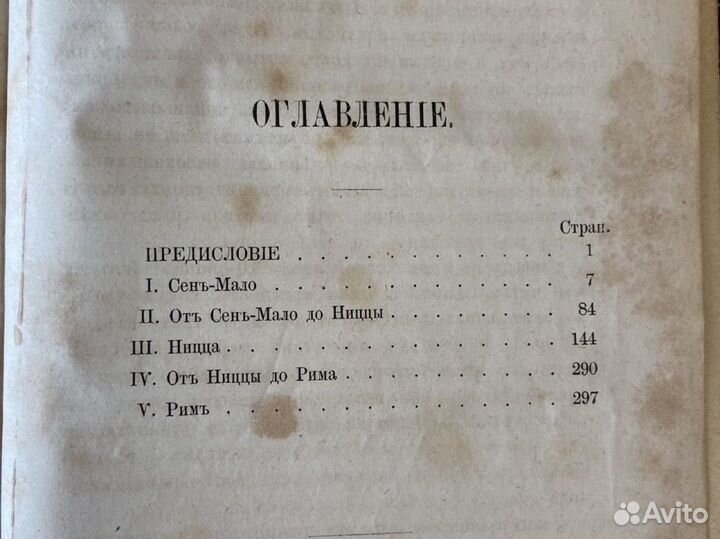 ОГЛАВЛЕНІЕ.
Стран.
ПРЕДИСЛОВІЕ . . . . . . . . . . . . . 1
I. Сенъ-Мало . . . . . . . . . . . . . 7
II. Отъ Сенъ-Мало до Ниццы . . . . . . . . 84
III. Ницца . . . . . . . . . . . . . . . 144
IV. Отъ Ниццы до Рима . . . . . . . . . . 290
V. Римъ . . . . . . . . . . . . . . . 297
Avito